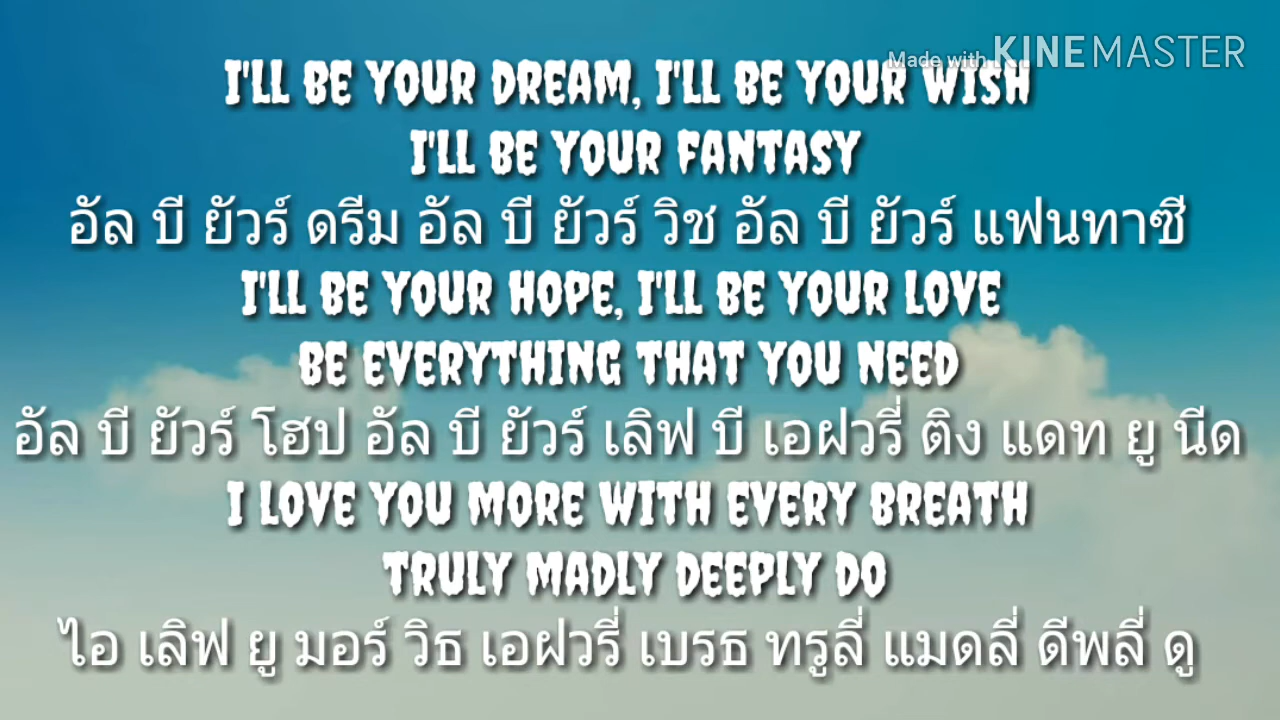 Made with KINEMASTER
I'LL BE YOUR DREAM, I'LL BE YOUR WISH
I'LL BE YOUR FANTASY
อัล บี ยัวร์ ดรีม อัล บี ยัวร์ วิช อัล บี ยัวร์ แฟนทาซี
I'LL BE YOUR HOPE, I'LL BE YOUR LOVE
BE EVERYTHING THAT YOU NEED
อัล บี ยัวร์ โฮป อัล บี ยัวร์ เลิฟ บี เอฝวรี่ ติง แดท ยู นีด
I LOVE YOU MORE WITH EVERY BREATH
TRULY MADLY DEEPLY DO
ไอ เลิฟ ยู มอร์ วิธ เอฝวรี่ เบรธ ทรูลี่ แมดลี่ ดีพลี่ ดู